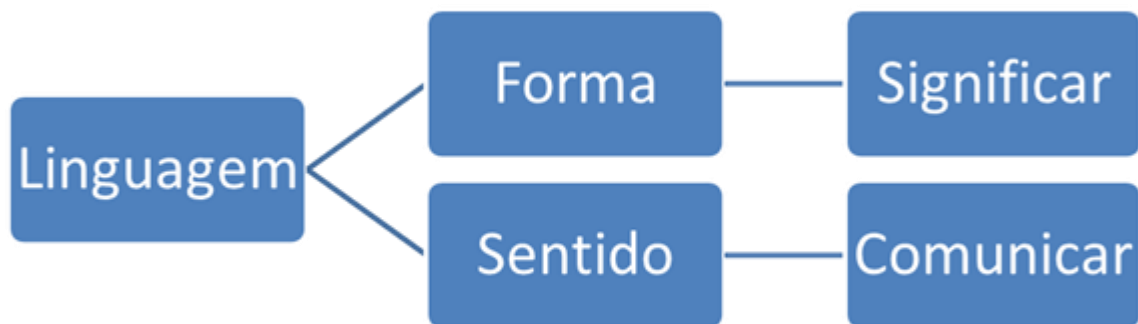 Linguagem
Forma
Significar
Sentido
Comunicar